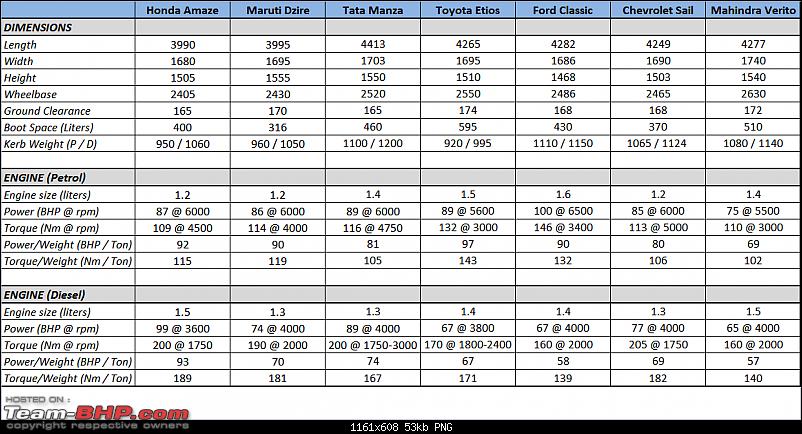 Honda Amaze Maruti Dzire Tata Manza Toyota Etios Ford Classic Chevrolet Sail Mahindra Verito
DIMENSIONS
Length 3990 3995 4413 4265 4282 4249 4277
Width 1680 1695 1703 1695 1686 1690 1740
Height 1505 1555 1550 1510 1468 1503 1540
Wheelbase 2405 2430 2520 2550 2486 2465 2630
Ground Clearance 165 170 165 174 168 168 172
Boot Space (Liters) 400 316 460 595 430 370 510
Kerb Weight (P / D) 950 / 1060 960 / 1050 1100 / 1200 920 / 995 1110 / 1150 1065 / 1124 1080 / 1140
ENGINE (Petrol)
Engine size (liters) 1.2 1.2 1.4 1.5 1.6 1.2 1.4
Power (BHP @ rpm) 87 @ 6000 86 @ 6000 89 @ 6000 89 @ 5600 100 @ 6500 85 @ 6000 75 @ 5500
Torque (Nm @ rpm) 109 @ 4500 114 @ 4000 116 @ 4750 132 @ 3000 146 @ 3400 113 @ 5000 110 @ 3000
Power/Weight (BHP / Ton) 92 90 81 97 90 80 69
Torque/Weight (Nm / Ton) 115 119 105 143 132 106 102
ENGINE (Diesel)
Engine size (liters) 1.5 1.3 1.3 1.4 1.4 1.3 1.5
Power (BHP @ rpm) 99 @ 3600 74 @ 4000 89 @ 4000 67 @ 3800 67 @ 4000 77 @ 4000 65 @ 4000
Torque (Nm @ rpm) 200 @ 1750 190 @ 2000 200 @ 1750-3000 170 @ 1800-2400 160 @ 2000 205 @ 1750 160 @ 2000
Power/Weight (BHP / Ton) 93 70 74 67 58 69 57
Torque/Weight (Nm / Ton) 189 181 167 171 139 182 140
HOSTED ON :
Team-BHP.com
copyright respective owners
1161x608 53kb PNG